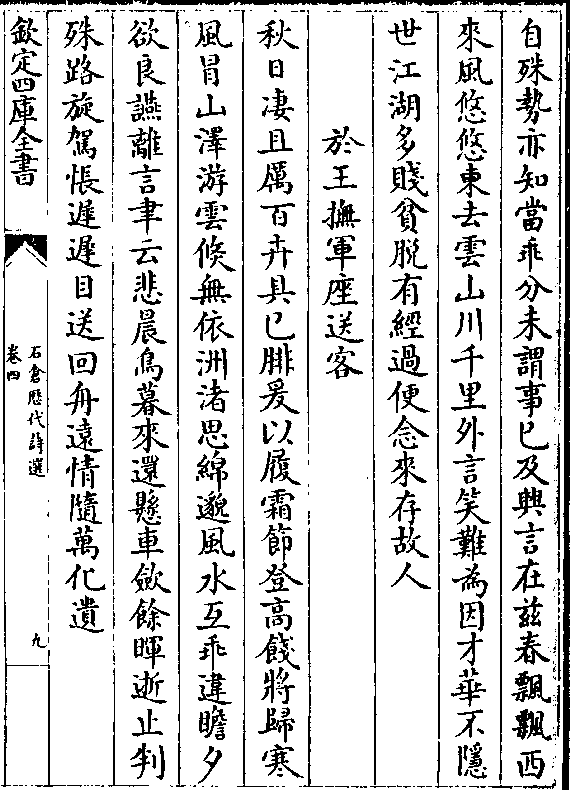 自殊勢亦知當乖分未謂事已及興言在兹春飄飄西
來風悠悠東去雲山川千里外言笑難為因才華不隱
世江湖多賤貧脱有經過便念來存故人
於王撫軍座送客
秋日凄且厲百卉具已腓爰以履霜節登高餞將歸寒
風冒山澤游雲倐無依洲渚思綿邈風水互乖違瞻夕
欲良讌離言聿云悲晨鳥暮來還懸車斂餘暉逝止判
殊路旋駕悵遲遲目送回舟遠情隨萬化遺
欽定四庫全書
石倉歷代詩選
卷四
九